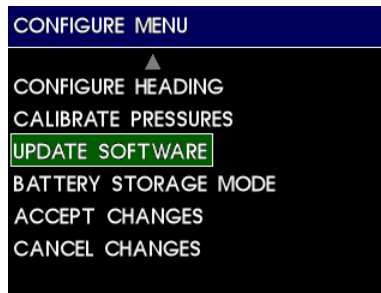 CONFIGURE MENU
CONFIGURE HEADING
CALIBRATE PRESSURES
UPDATE SOFTWARE
BATTERY STORAGE MODE
ACCEPT CHANGES
CANCEL CHANGES